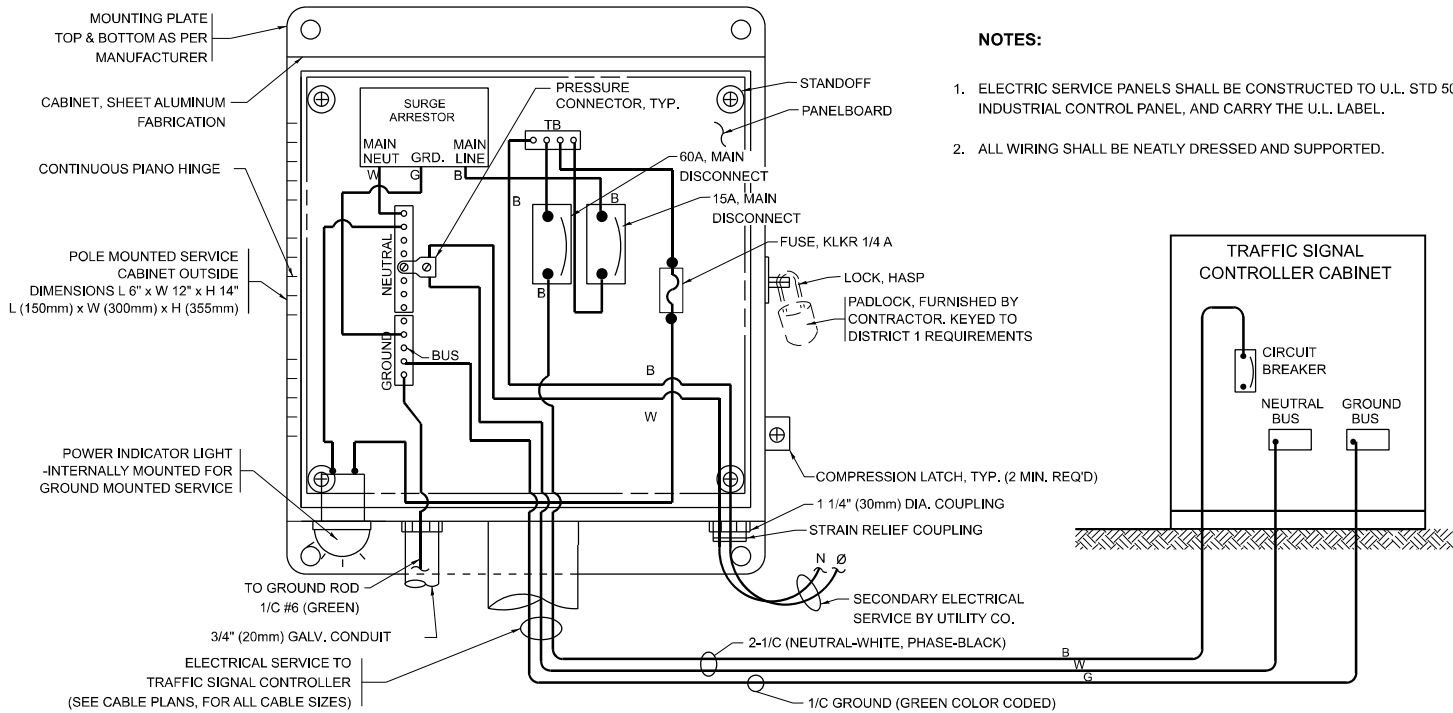 MOUNTING PLATE
TOP & BOTTOM AS PER
MANUFACTURER
CABINET, SHEET ALUMINUM
FABRICATION
CONTINUOUS PIANO HINGE
POLE MOUNTED SERVICE
CABINET OUTSIDE
DIMENSIONS L 6" x W 12" x H 14"
L (150mm) x W (300mm) x H (355mm)
POWER INDICATOR LIGHT
-INTERNALLY MOUNTED FOR
GROUND MOUNTED SERVICE
TO GROUND ROD
1/C #6 (GREEN)
3/4" (20mm) GALV. CONDUIT
ELECTRICAL SERVICE TO
TRAFFIC SIGNAL CONTROLLER
(SEE CABLE PLANS, FOR ALL CABLE SIZES)
SURGE
ARRESTOR
MAIN
NEUT
GRD.
MAIN
LINE
W
G
B
PRESSURE
CONNECTOR, TYP.
TB
60A, MAIN
DISCONNECT
15A, MAIN
DISCONNECT
B
B
B
NEUTRAL
GROUND
BUS
B
W
STANDOFF
PANELBOARD
FUSE, KLKR 1/4 A
LOCK, HASP
PADLOCK, FURNISHED BY
CONTRACTOR. KEYED TO
DISTRICT 1 REQUIREMENTS
COMPRESSION LATCH, TYP. (2 MIN. REQ'D)
1 1/4" (30mm) DIA. COUPLING
STRAIN RELIEF COUPLING
N Ø
SECONDARY ELECTRICAL
SERVICE BY UTILITY CO.
2-1/C (NEUTRAL-WHITE, PHASE-BLACK)
B
W
G
1/C GROUND (GREEN COLOR CODED)
NOTES:
1. ELECTRIC SERVICE PANELS SHALL BE CONSTRUCTED TO U.L. STD
INDUSTRIAL CONTROL PANEL, AND CARRY THE U.L. LABEL.
2. ALL WIRING SHALL BE NEATLY DRESSED AND SUPPORTED.
TRAFFIC SIGNAL
CONTROLLER CABINET
CIRCUIT
BREAKER
NEUTRAL
BUS
GROUND
BUS